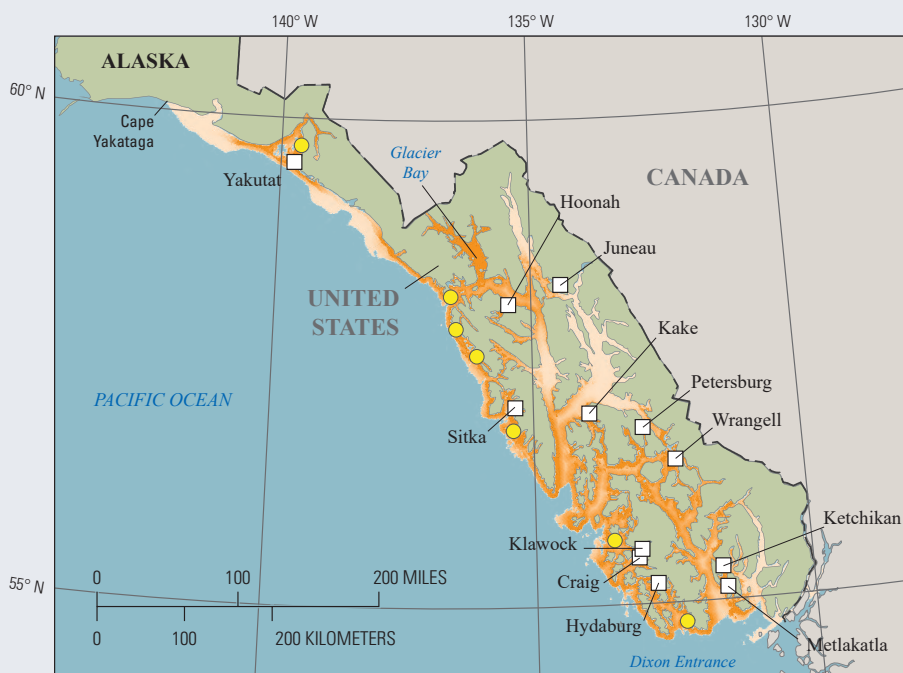 140° W
135° W
130° W
ALASKA
60° N
Cape
Yakataga
Glacier
Bay
CANADA
Yakutat
Hoonah
Juneau
UNITED
STATES
Kake
Petersburg
PACIFIC OCEAN
Wrangell
Sitka
Ketchikan
Klawock
55° N
0
100
200 MILES
Craig
0
100
200 KILOMETERS
Hydaburg
Metlakatla
Dixon Entrance